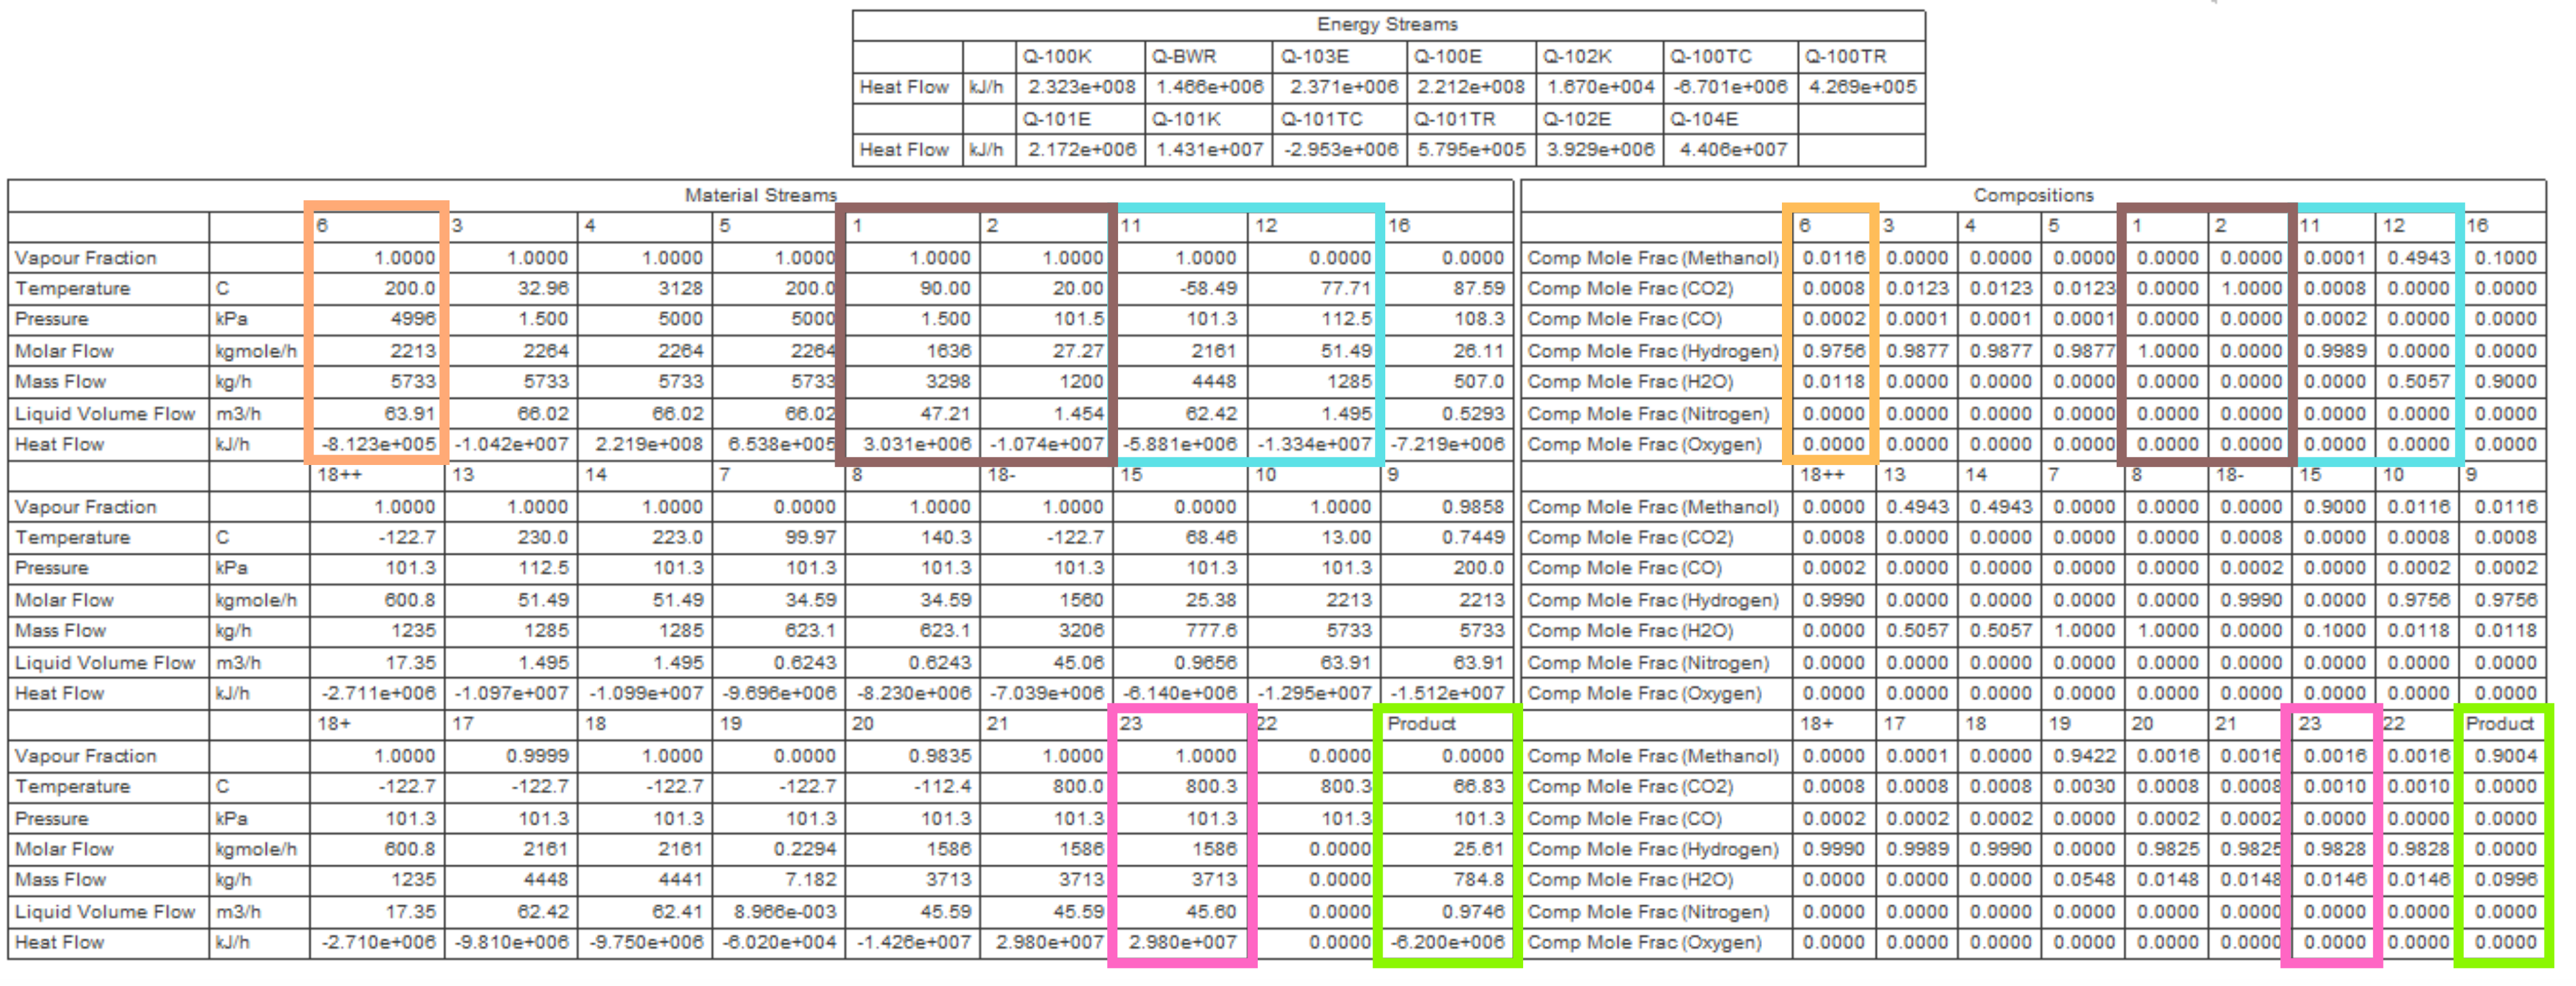 Energy Streams
Q-100K Q-BWR Q-103E Q-100E Q-102K Q-100TC Q-100TR
Heat Flow kJ/h 2.323e+008 1.466e+006 2.371e+006 2.212e+008 1.670e+004 -6.701e+006 4.269e+005
Q-101E Q-101K Q-101TC Q-101TR Q-102E Q-104E
Heat Flow kJ/h 2.172e+006 1.431e+007 -2.953e+006 5.795e+005 3.929e+006 4.406e+007
Material Streams
6 3 4 5 1 2 11 12 16
Vapour Fraction 1.0000 1.0000 1.0000 1.0000 1.0000 1.0000 1.0000 0.0000 0.0000
Temperature C 200.0 32.96 3128 200.0 90.00 20.00 -58.49 77.71 87.59
Pressure kPa 4996 1.500 5000 5000 1.500 101.5 101.3 112.5 108.3
Molar Flow kgmole/h 2213 2264 2264 2264 1636 27.27 2161 51.49 26.11
Mass Flow kg/h 5733 5733 5733 5733 3298 1200 4448 1285 507.0
Liquid Volume Flow m3/h 63.91 66.02 66.02 66.02 47.21 1.454 62.42 1.495 0.5293
Heat Flow kJ/h -8.123e+005 -1.042e+007 2.219e+008 6.538e+005 3.031e+006 -1.074e+007 -5.881e+006 -1.334e+007 -7.219e+006
18++ 13 14 7 8 18- 15 10 9
Vapour Fraction 1.0000 1.0000 1.0000 0.0000 1.0000 1.0000 0.0000 1.0000 0.9858
Temperature C -122.7 230.0 223.0 99.97 140.3 -122.7 68.46 13.00 0.7449
Pressure kPa 101.3 112.5 101.3 101.3 101.3 101.3 101.3 101.3 200.0
Molar Flow kgmole/h 600.8 51.49 51.49 34.59 34.59 1560 25.38 2213 2213
Mass Flow kg/h 1235 1285 1285 623.1 623.1 3206 777.6 5733 5733
Liquid Volume Flow m3/h 17.35 1.495 1.495 0.6243 0.6243 45.06 0.9656 63.91 63.91
Heat Flow kJ/h -2.711e+006 -1.097e+007 -1.099e+007 -9.696e+006 -8.230e+006 -7.039e+006 -6.140e+006 -1.295e+007 -1.512e+007
18+ 17 18 19 20 21 23 22 Product
Vapour Fraction 1.0000 0.9999 1.0000 0.0000 0.9835 1.0000 1.0000 0.0000 0.0000
Temperature C -122.7 -122.7 -122.7 -122.7 -112.4 800.0 800.3 800.3 66.83
Pressure kPa 101.3 101.3 101.3 101.3 101.3 101.3 101.3 101.3 101.3
Molar Flow kgmole/h 600.8 2161 2161 0.2294 1586 1586 1586 0.0000 25.61
Mass Flow kg/h 1235 4448 4441 7.182 3713 3713 3713 0.0000 784.8
Liquid Volume Flow m3/h 17.35 62.42 62.41 8.966e-003 45.59 45.59 45.60 0.0000 0.9746
Heat Flow kJ/h -2.710e+006 -9.810e+006 -9.750e+006 -6.020e+004 -1.426e+007 2.980e+007 2.980e+007 0.0000 -6.200e+006
Compositions
6 3 4 5 1 2 11 12 16
Comp Mole Frac (Methanol) 0.0116 0.0000 0.0000 0.0000 0.0000 0.0000 0.0001 0.4943 0.1000
Comp Mole Frac (CO2) 0.0008 0.0123 0.0123 0.0123 0.0000 1.0000 0.0008 0.0000 0.0000
Comp Mole Frac (CO) 0.0002 0.0001 0.0001 0.0001 0.0000 0.0000 0.0002 0.0000 0.0000
Comp Mole Frac (Hydrogen) 0.9756 0.9877 0.9877 0.9877 1.0000 0.0000 0.9989 0.0000 0.0000
Comp Mole Frac (H2O) 0.0118 0.0000 0.0000 0.0000 0.0000 0.0000 0.0000 0.5057 0.9000
Comp Mole Frac (Nitrogen) 0.0000 0.0000 0.0000 0.0000 0.0000 0.0000 0.0000 0.0000 0.0000
Comp Mole Frac (Oxygen) 0.0000 0.0000 0.0000 0.0000 0.0000 0.0000 0.0000 0.0000 0.0000
18++ 13 14 7 8 18- 15 10 9
Comp Mole Frac (Methanol) 0.0000 0.4943 0.4943 0.0000 0.0000 0.0000 0.9000 0.0116 0.0116
Comp Mole Frac (CO2) 0.0008 0.0000 0.0000 0.0000 0.0000 0.0008 0.0000 0.0008 0.0008
Comp Mole Frac (CO) 0.0002 0.0000 0.0000 0.0000 0.0000 0.0002 0.0000 0.0002 0.0002
Comp Mole Frac (Hydrogen) 0.9990 0.0000 0.0000 0.0000 0.0000 0.9990 0.0000 0.9756 0.9756
Comp Mole Frac (H2O) 0.0000 0.5057 0.5057 1.0000 1.0000 0.0000 0.1000 0.0118 0.0118
Comp Mole Frac (Nitrogen) 0.0000 0.0000 0.0000 0.0000 0.0000 0.0000 0.0000 0.0000 0.0000
Comp Mole Frac (Oxygen) 0.0000 0.0000 0.0000 0.0000 0.0000 0.0000 0.0000 0.0000 0.0000
18+ 17 18 19 20 21 23 22 Product
Comp Mole Frac (Methanol) 0.0000 0.0001 0.0000 0.9422 0.0016 0.0016 0.0016 0.0016 0.9004
Comp Mole Frac (CO2) 0.0008 0.0008 0.0008 0.0030 0.0008 0.0008 0.0010 0.0010 0.0000
Comp Mole Frac (CO) 0.0002 0.0002 0.0002 0.0000 0.0002 0.0002 0.0000 0.0000 0.0000
Comp Mole Frac (Hydrogen) 0.9990 0.9989 0.9990 0.0000 0.9825 0.9825 0.9828 0.9828 0.0000
Comp Mole Frac (H2O) 0.0000 0.0000 0.0000 0.0548 0.0148 0.0148 0.0146 0.0146 0.0996
Comp Mole Frac (Nitrogen) 0.0000 0.0000 0.0000 0.0000 0.0000 0.0000 0.0000 0.0000 0.0000
Comp Mole Frac (Oxygen) 0.0000 0.0000 0.0000 0.0000 0.0000 0.0000 0.0000 0.0000 0.0000